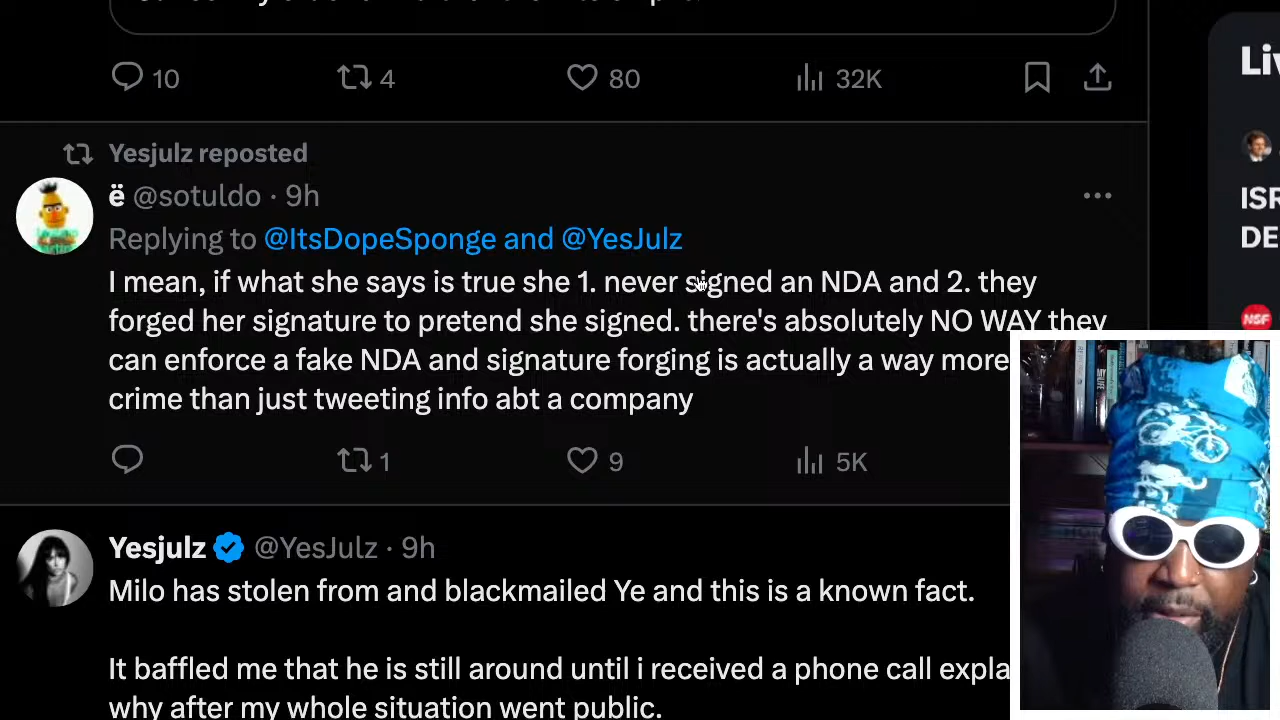 10 4 80 32K
Liv
Yesjulz reposted
ë @sotuldo · 9h
Replying to @ItsDopeSponge and @YesJulz
I mean, if what she says is true she 1. never signed an NDA and 2. they
forged her signature to pretend she signed. there's absolutely NO WAY they
can enforce a fake NDA and signature forging is actually a way more
crime than just tweeting info abt a company
1 9 5K
ISR
DE
NSF
MY LIFE
Yesjulz @YesJulz · 9h
Milo has stolen from and blackmailed Ye and this is a known fact.
It baffled me that he is still around until i received a phone call expla
why after my whole situation went public.